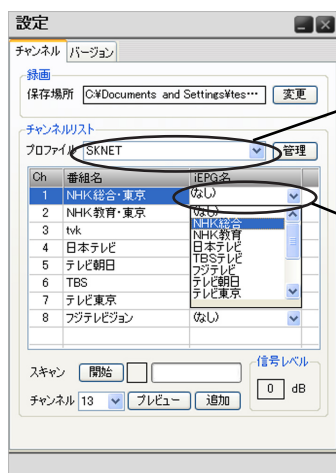 設定
チャンネル バージョン
録画
保存場所 C:¥Documents and Settings¥tes… 変更
チャンネルリスト
プロファイル SKNET 管理
Ch 番組名 iEPG名
1 NHK総合・東京 (なし)
2 NHK教育・東京 (なし)
NHK総合
3 tvk NHK教育
4 日本テレビ 日本テレビ
TBSテレビ
5 テレビ朝日 フジテレビ
6 TBS テレビ朝日
7 テレビ東京 テレビ東京
8 フジテレビジョン (なし)
スキャン 開始 信号レベル
チャンネル 13 プレビュー 追加 0 dB